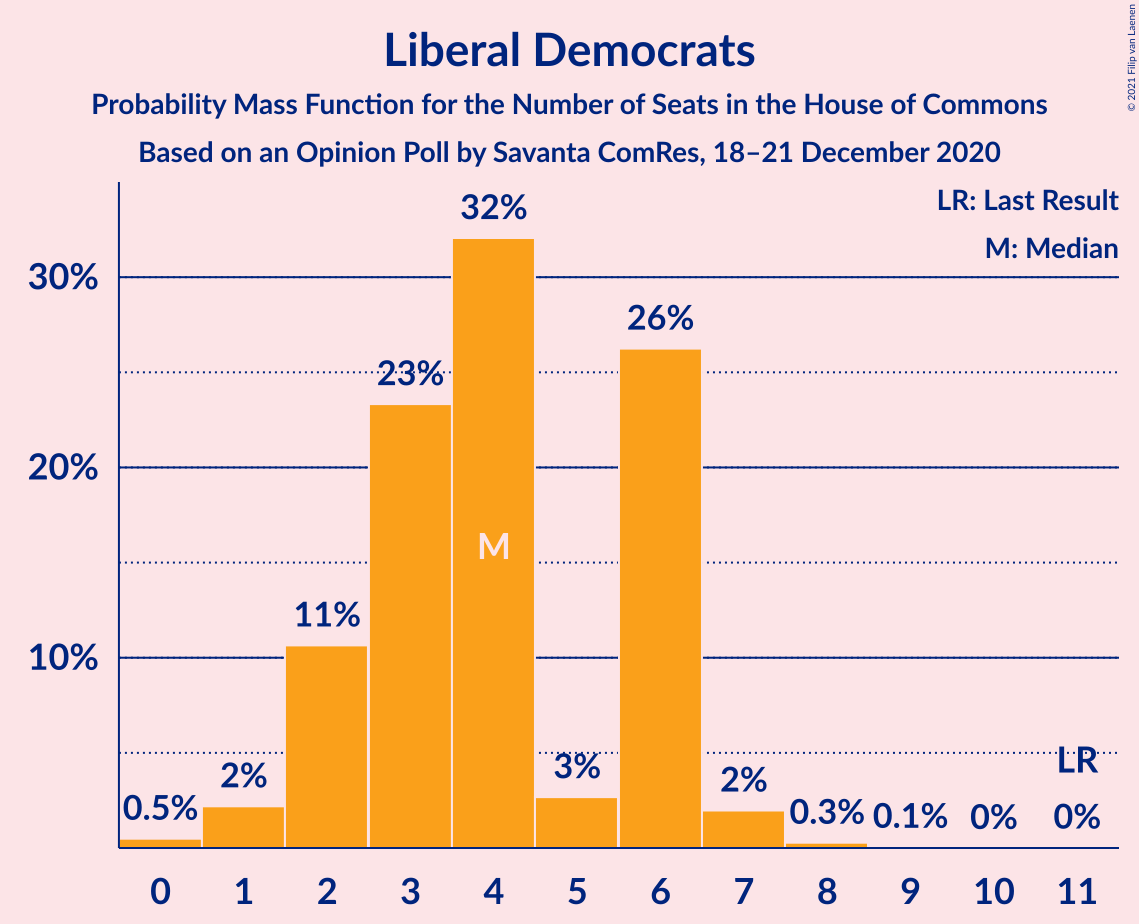 © 2021 Filip van Laenen
Liberal Democrats
Probability Mass Function for the Number of Seats in the House of Commons
Based on an Opinion Poll by Savanta ComRes, 18–21 December 2020
LR: Last Result
M: Median
32%
30%
26%
23%
20%
M
11%
10%
LR
3%
2%
2%
0.5%
0.3%
0.1%
0%
0%
0 1 2 3 4 5 6 7 8 9 10 11